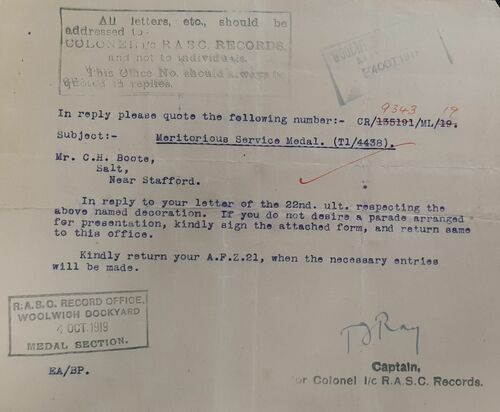 All letters, etc., should be
addressed to-
COLONEL i/c R.A.S.C. RECORDS.
and not to individuals.
This Office No. should always be
quoted in replies.
OCT 191
In reply please quote the following number:- CR/135191/ML/19.
9343 19
Subject:- Meritorious Service Medal. (T1/4438).
Mr. C.H. Boote,
Salt,
Near Stafford.
In reply to your letter of the 22nd. ult. respecting the
above named decoration. If you do not desire a parade arranged
for presentation, kindly sign the attached form, and return same
to this office.
Kindly return your A.F.Z.21, when the necessary entries
will be made.
R.A.S.C. RECORD OFFICE,
WOOLWICH DOCKYARD
4 OCT 1919
MEDAL SECTION.
Ray
Captain,
for Colonel i/c R.A.S.C. Records.
EA/BP.